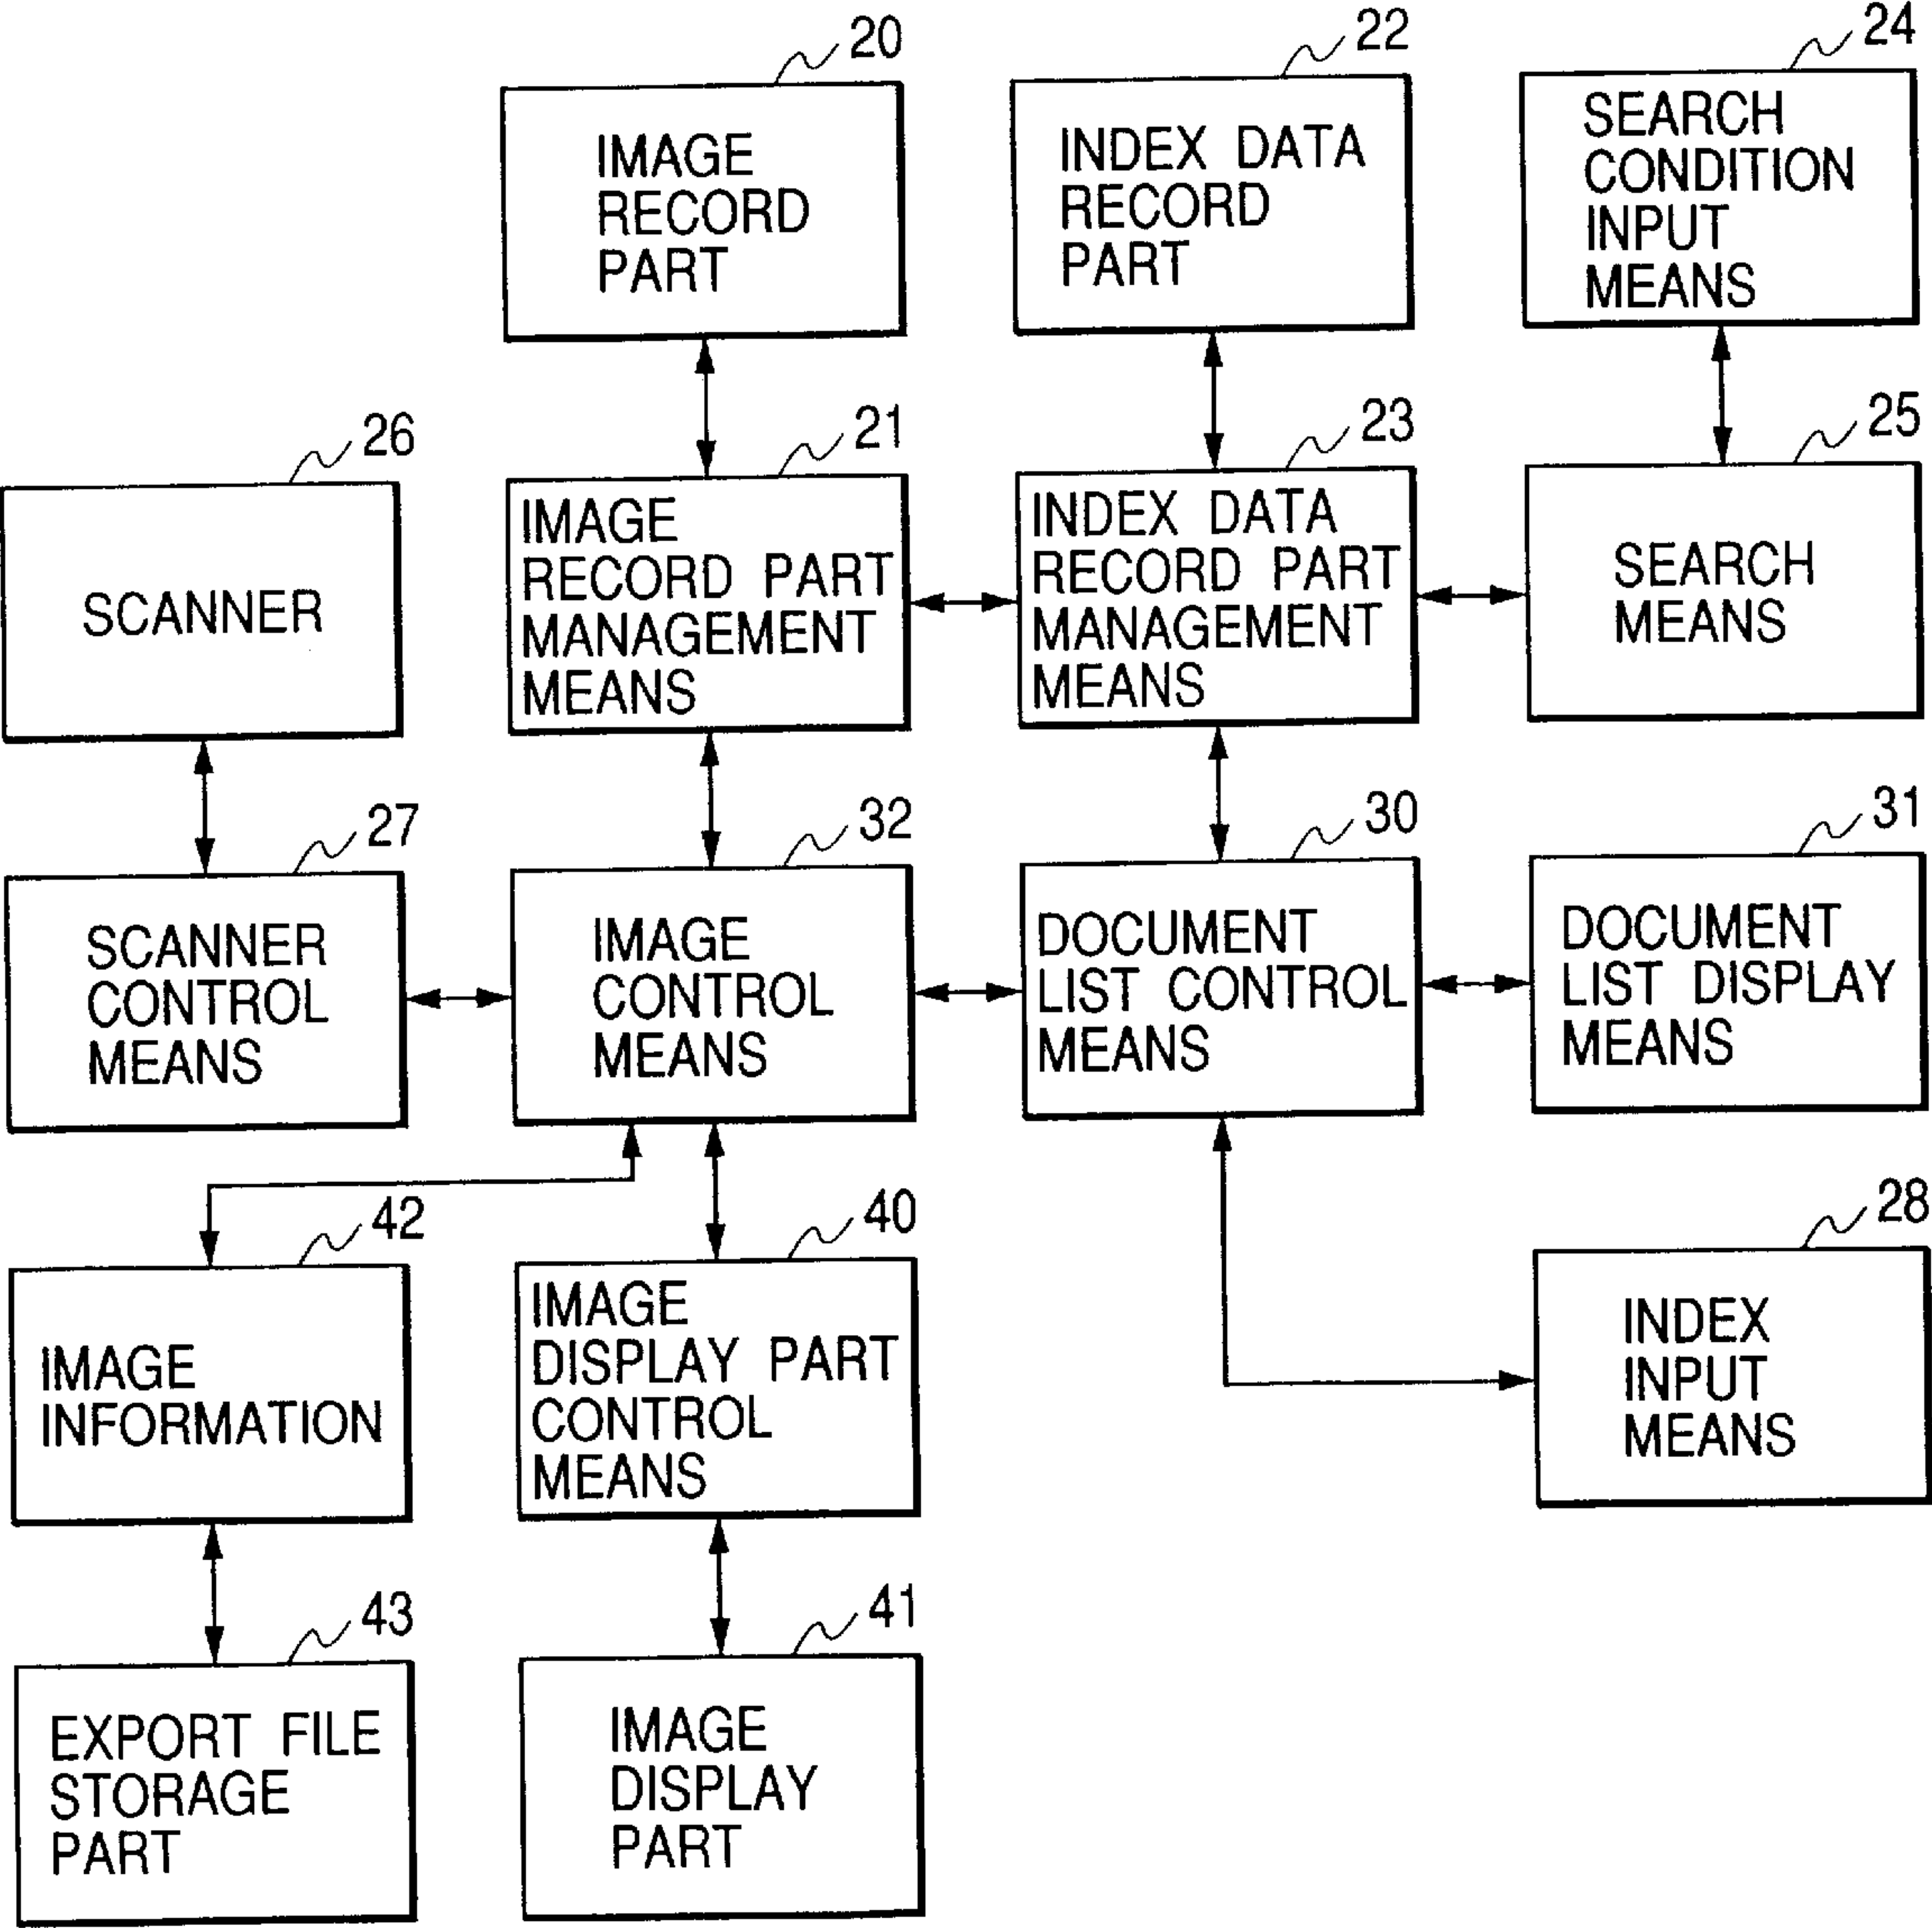 20
IMAGE
RECORD
PART
22
INDEX DATA
RECORD
PART
24
SEARCH
CONDITION
INPUT
MEANS
26
SCANNER
21
IMAGE
RECORD PART
MANAGEMENT
MEANS
23
INDEX DATA
RECORD PART
MANAGEMENT
MEANS
25
SEARCH
MEANS
27
SCANNER
CONTROL
MEANS
32
IMAGE
CONTROL
MEANS
30
DOCUMENT
LIST CONTROL
MEANS
31
DOCUMENT
LIST DISPLAY
MEANS
42
IMAGE
INFORMATION
40
IMAGE
DISPLAY PART
CONTROL
MEANS
28
INDEX
INPUT
MEANS
43
EXPORT FILE
STORAGE
PART
41
IMAGE
DISPLAY
PART